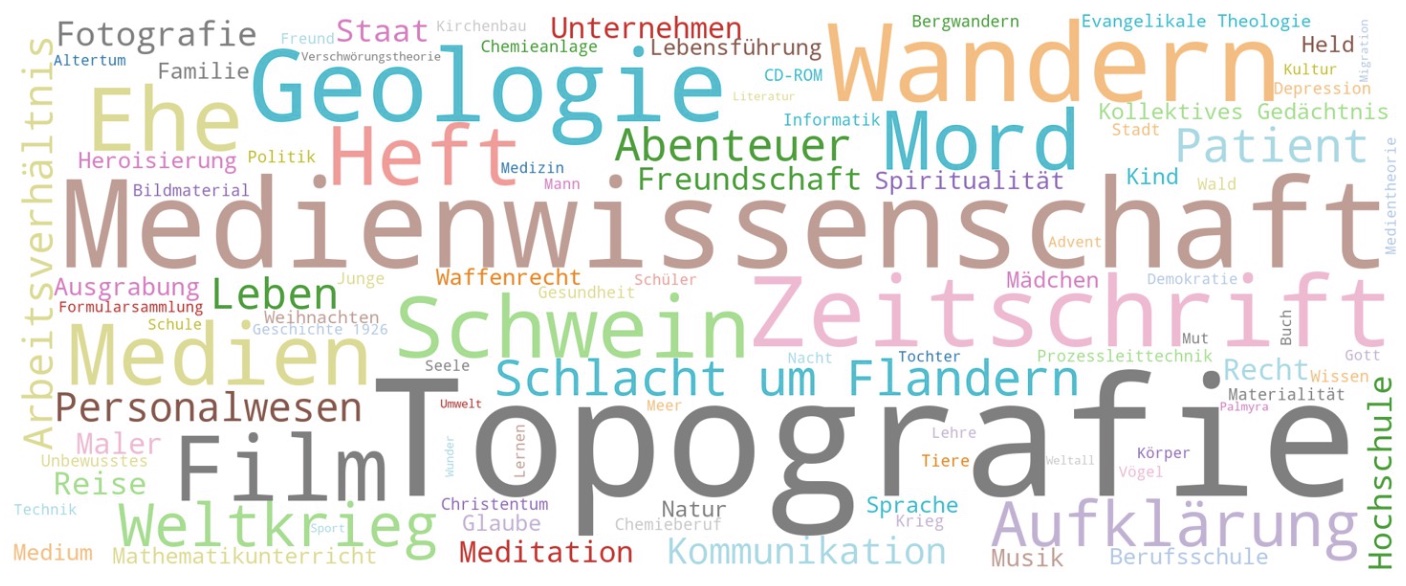 Fotografie
Freund
Staat
Kirchenbau
Unternehmen
Bergwandern
Evangelikale Theologie
Altertum
Familie
Verschwörungstheorie
Chemieanlage
Lebensführung
Wandern
Held
Migration
Geologie
CD-ROM
Kultur
Depression
Literatur
Ehe
Informatik
Mord
Kollektives Gedächtnis
Stadt
Arbeitsverhältnis
Heroisierung
Politik
Heft
Abenteuer
Patient
Medizin
Medientheorie
Bildmaterial
Mann
Freundschaft
Spiritualität
Kind
Wald
Medienwissenschaft
Advent
Ausgrabung
Leben
Junge
Waffenrecht
Schüler
Mädchen
Demokratie
Formularsammlung
Gesundheit
Zeitschrift
Weihnachten
Schule
Geschichte 1926
Schwein
Buch
Mut
Medien
Seele
Nacht
Tochter
Prozessleittechnik
Gott
Schlacht um Flandern
Recht
Wissen
Personalwesen
Umwelt
Meer
Materialität
Palmyra
Topografie
Maler
Film
Wunder
Lernen
Lehre
Hochschule
Unbewusstes
Tiere
Weltall
Körper
Vögel
Reise
Technik
Weltkrieg
Sport
Christentum
Natur
Sprache
Aufklärung
Glaube
Chemieberuf
Krieg
Medium
Mathematikunterricht
Meditation
Kommunikation
Musik
Berufsschule